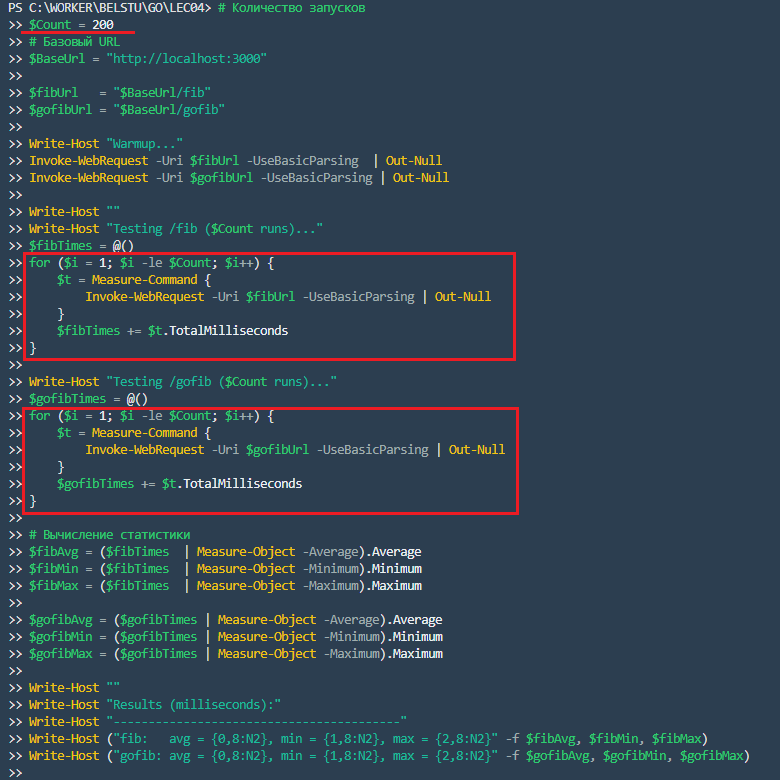 PS C:\WORKER\BELSTU\GO\LEC04> # Количество запусков
>> $Count = 200
>> # Базовый URL
>> $BaseUrl = "http://localhost:3000"
>>
>> $fibUrl   = "$BaseUrl/fib"
>> $gofibUrl = "$BaseUrl/gofib"
>>
>> Write-Host "Warmup..."
>> Invoke-WebRequest -Uri $fibUrl -UseBasicParsing  | Out-Null
>> Invoke-WebRequest -Uri $gofibUrl -UseBasicParsing | Out-Null
>>
>> Write-Host ""
>> Write-Host "Testing /fib ($Count runs)..."
>> $fibTimes = @()
>> for ($i = 1; $i -le $Count; $i++) {
>>     $t = Measure-Command {
>>         Invoke-WebRequest -Uri $fibUrl -UseBasicParsing | Out-Null
>>     }
>>     $fibTimes += $t.TotalMilliseconds
>> }
>>
>> Write-Host "Testing /gofib ($Count runs)..."
>> $gofibTimes = @()
>> for ($i = 1; $i -le $Count; $i++) {
>>     $t = Measure-Command {
>>         Invoke-WebRequest -Uri $gofibUrl -UseBasicParsing | Out-Null
>>     }
>>     $gofibTimes += $t.TotalMilliseconds
>> }
>>
>> # Вычисление статистики
>> $fibAvg = ($fibTimes  | Measure-Object -Average).Average
>> $fibMin = ($fibTimes  | Measure-Object -Minimum).Minimum
>> $fibMax = ($fibTimes  | Measure-Object -Maximum).Maximum
>>
>> $gofibAvg = ($gofibTimes | Measure-Object -Average).Average
>> $gofibMin = ($gofibTimes | Measure-Object -Minimum).Minimum
>> $gofibMax = ($gofibTimes | Measure-Object -Maximum).Maximum
>>
>> Write-Host ""
>> Write-Host "Results (milliseconds):"
>> Write-Host "-----------------------------------------"
>> Write-Host ("fib:   avg = {0,8:N2}, min = {1,8:N2}, max = {2,8:N2}" -f $fibAvg, $fibMin, $fibMax)
>> Write-Host ("gofib: avg = {0,8:N2}, min = {1,8:N2}, max = {2,8:N2}" -f $gofibAvg, $gofibMin, $gofibMax)
>>